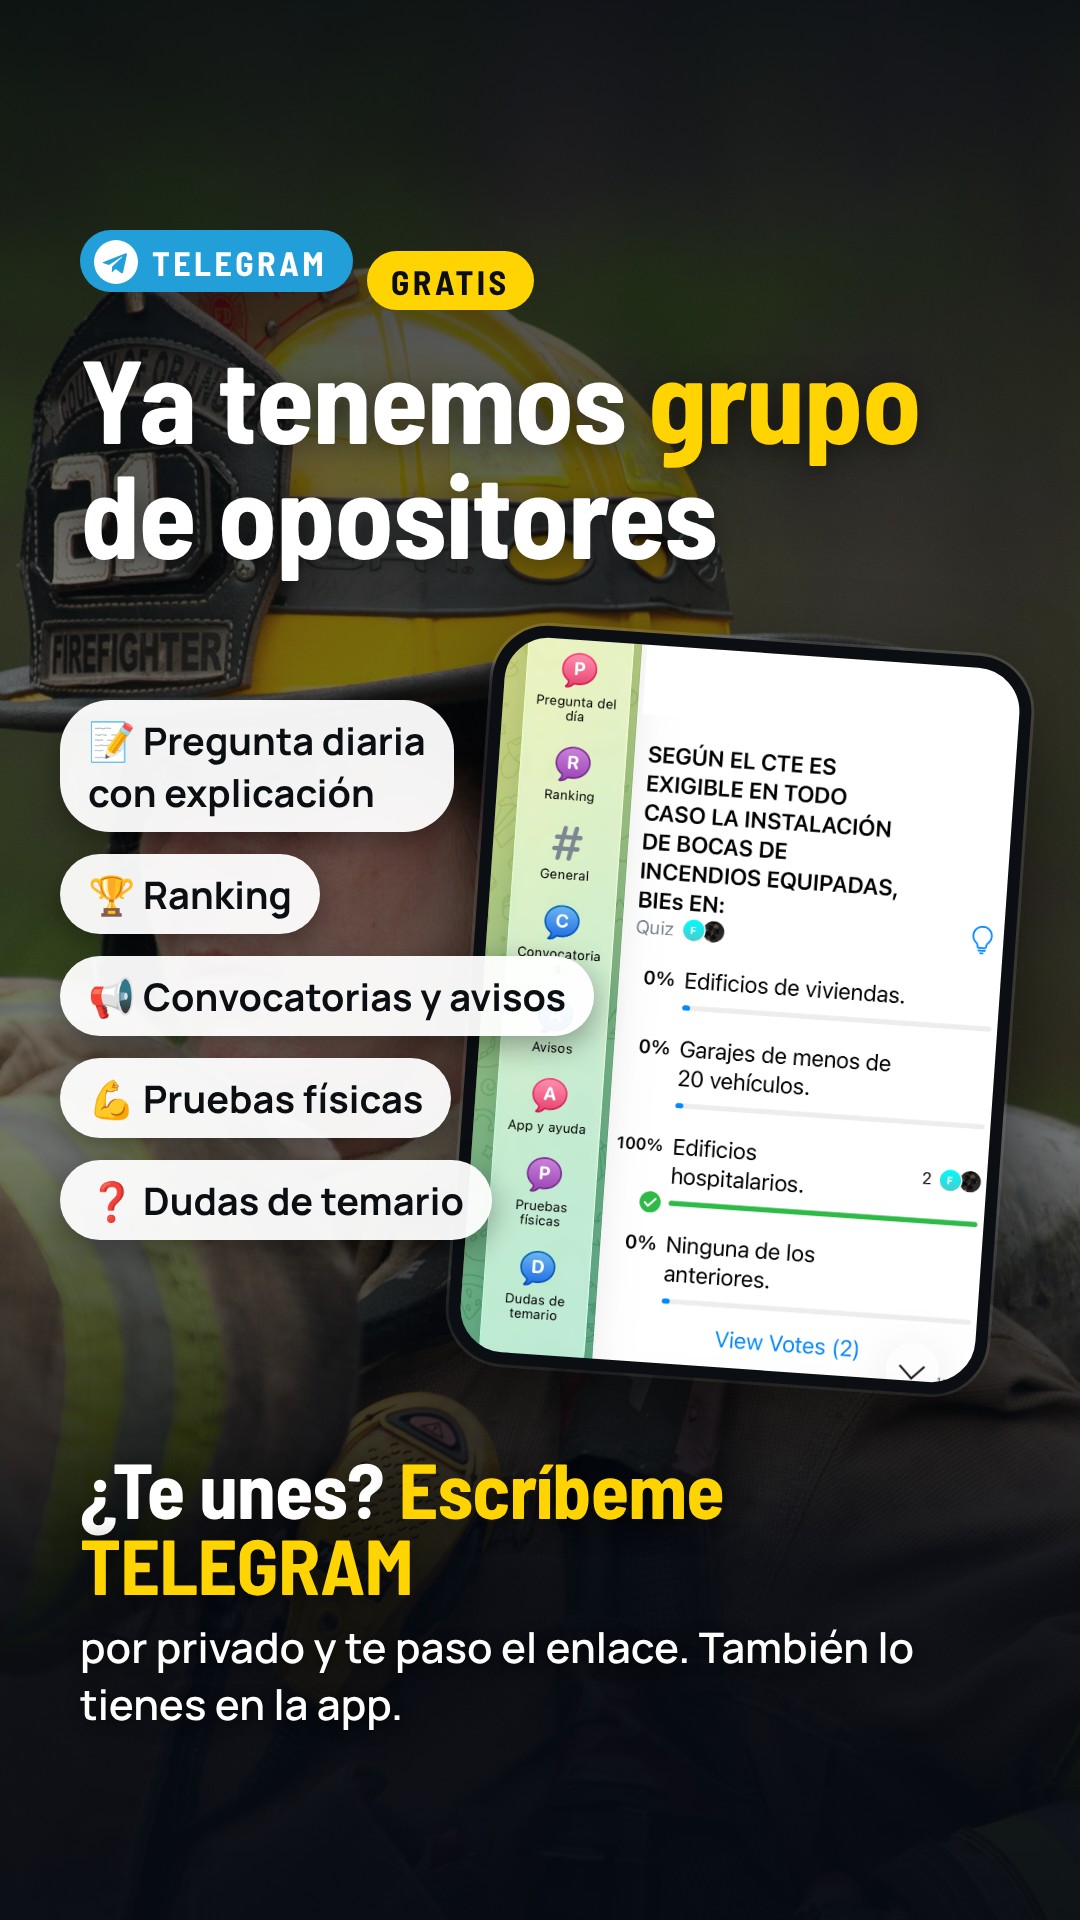 TELEGRAM
GRATIS
Ya tenemos grupo
de opositores
21
FIREFIGHTER
📝 Pregunta diaria
con explicación
🏆 Ranking
📢 Convocatorias y avisos
💪 Pruebas físicas
❓ Dudas de temario
P
Pregunta del
día
R
Ranking
#
General
C
Convocatoria
Avisos
A
App y ayuda
P
Pruebas
físicas
D
Dudas de
temario
SEGÚN EL CTE ES
EXIGIBLE EN TODO
CASO LA INSTALACIÓN
DE BOCAS DE
INCENDIOS EQUIPADAS,
BIEs EN:
Quiz F
0% Edificios de viviendas.
0% Garajes de menos de
20 vehículos.
100% Edificios
hospitalarios. 2 F
0% Ninguna de los
anteriores.
View Votes (2)
¿Te unes? Escríbeme
TELEGRAM
por privado y te paso el enlace. También lo
tienes en la app.